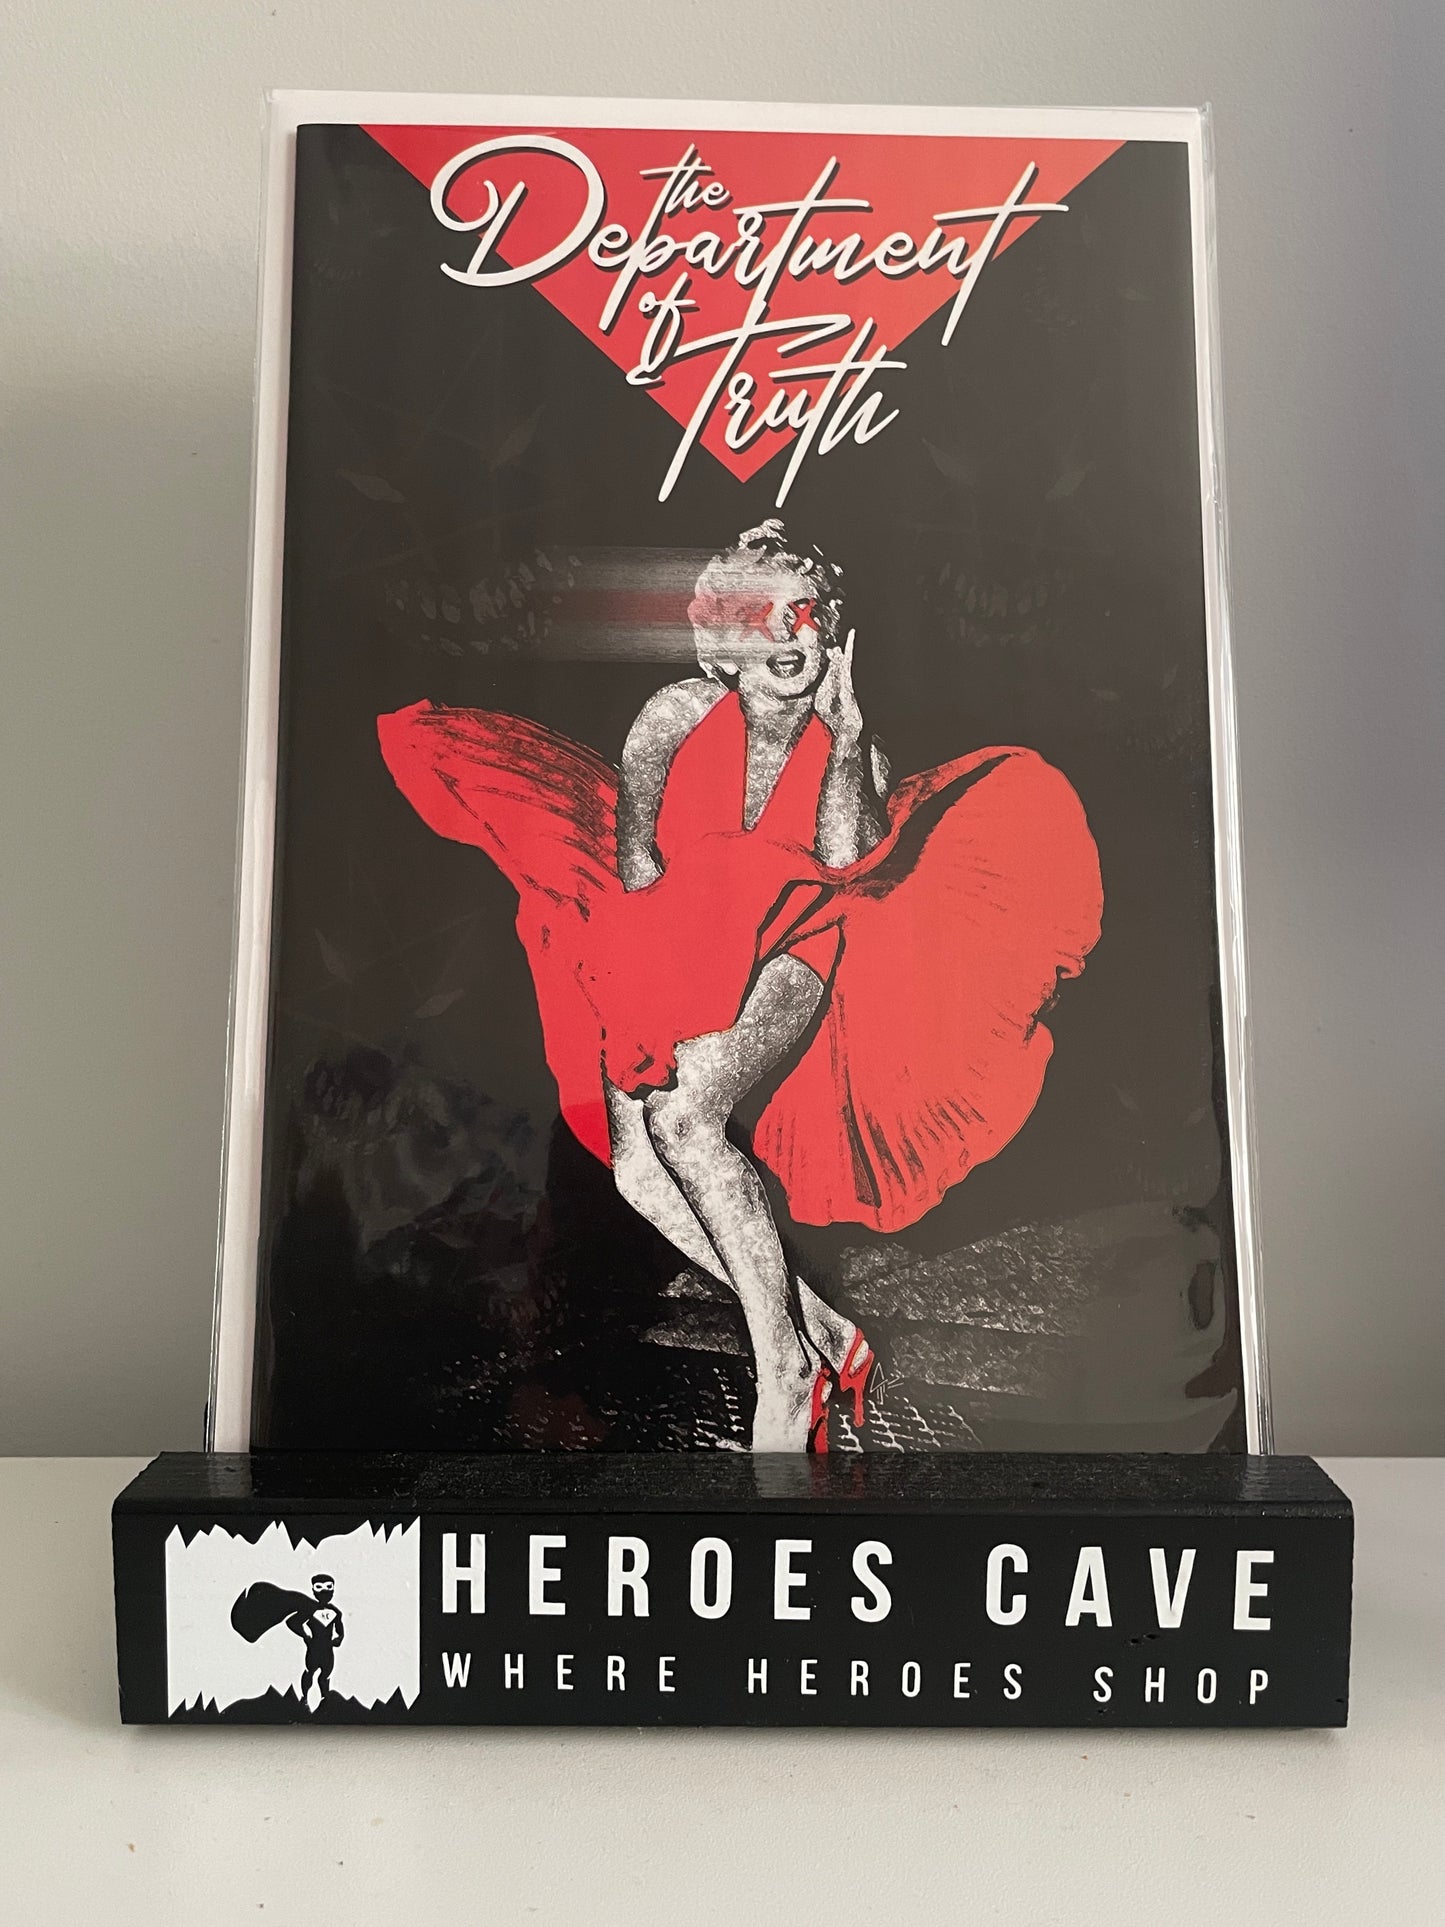 the
Department
of
Truth
HEROES CAVE
WHERE HEROES SHOP